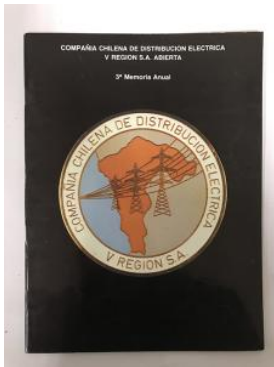 COMPAÑIA CHILENA DE DISTRIBUCION ELECTRICA
V REGION S.A. ABIERTA
3ª Memoria Anual
COMPAÑIA CHILENA DE DISTRIBUCION ELECTRICA
V REGION S.A.